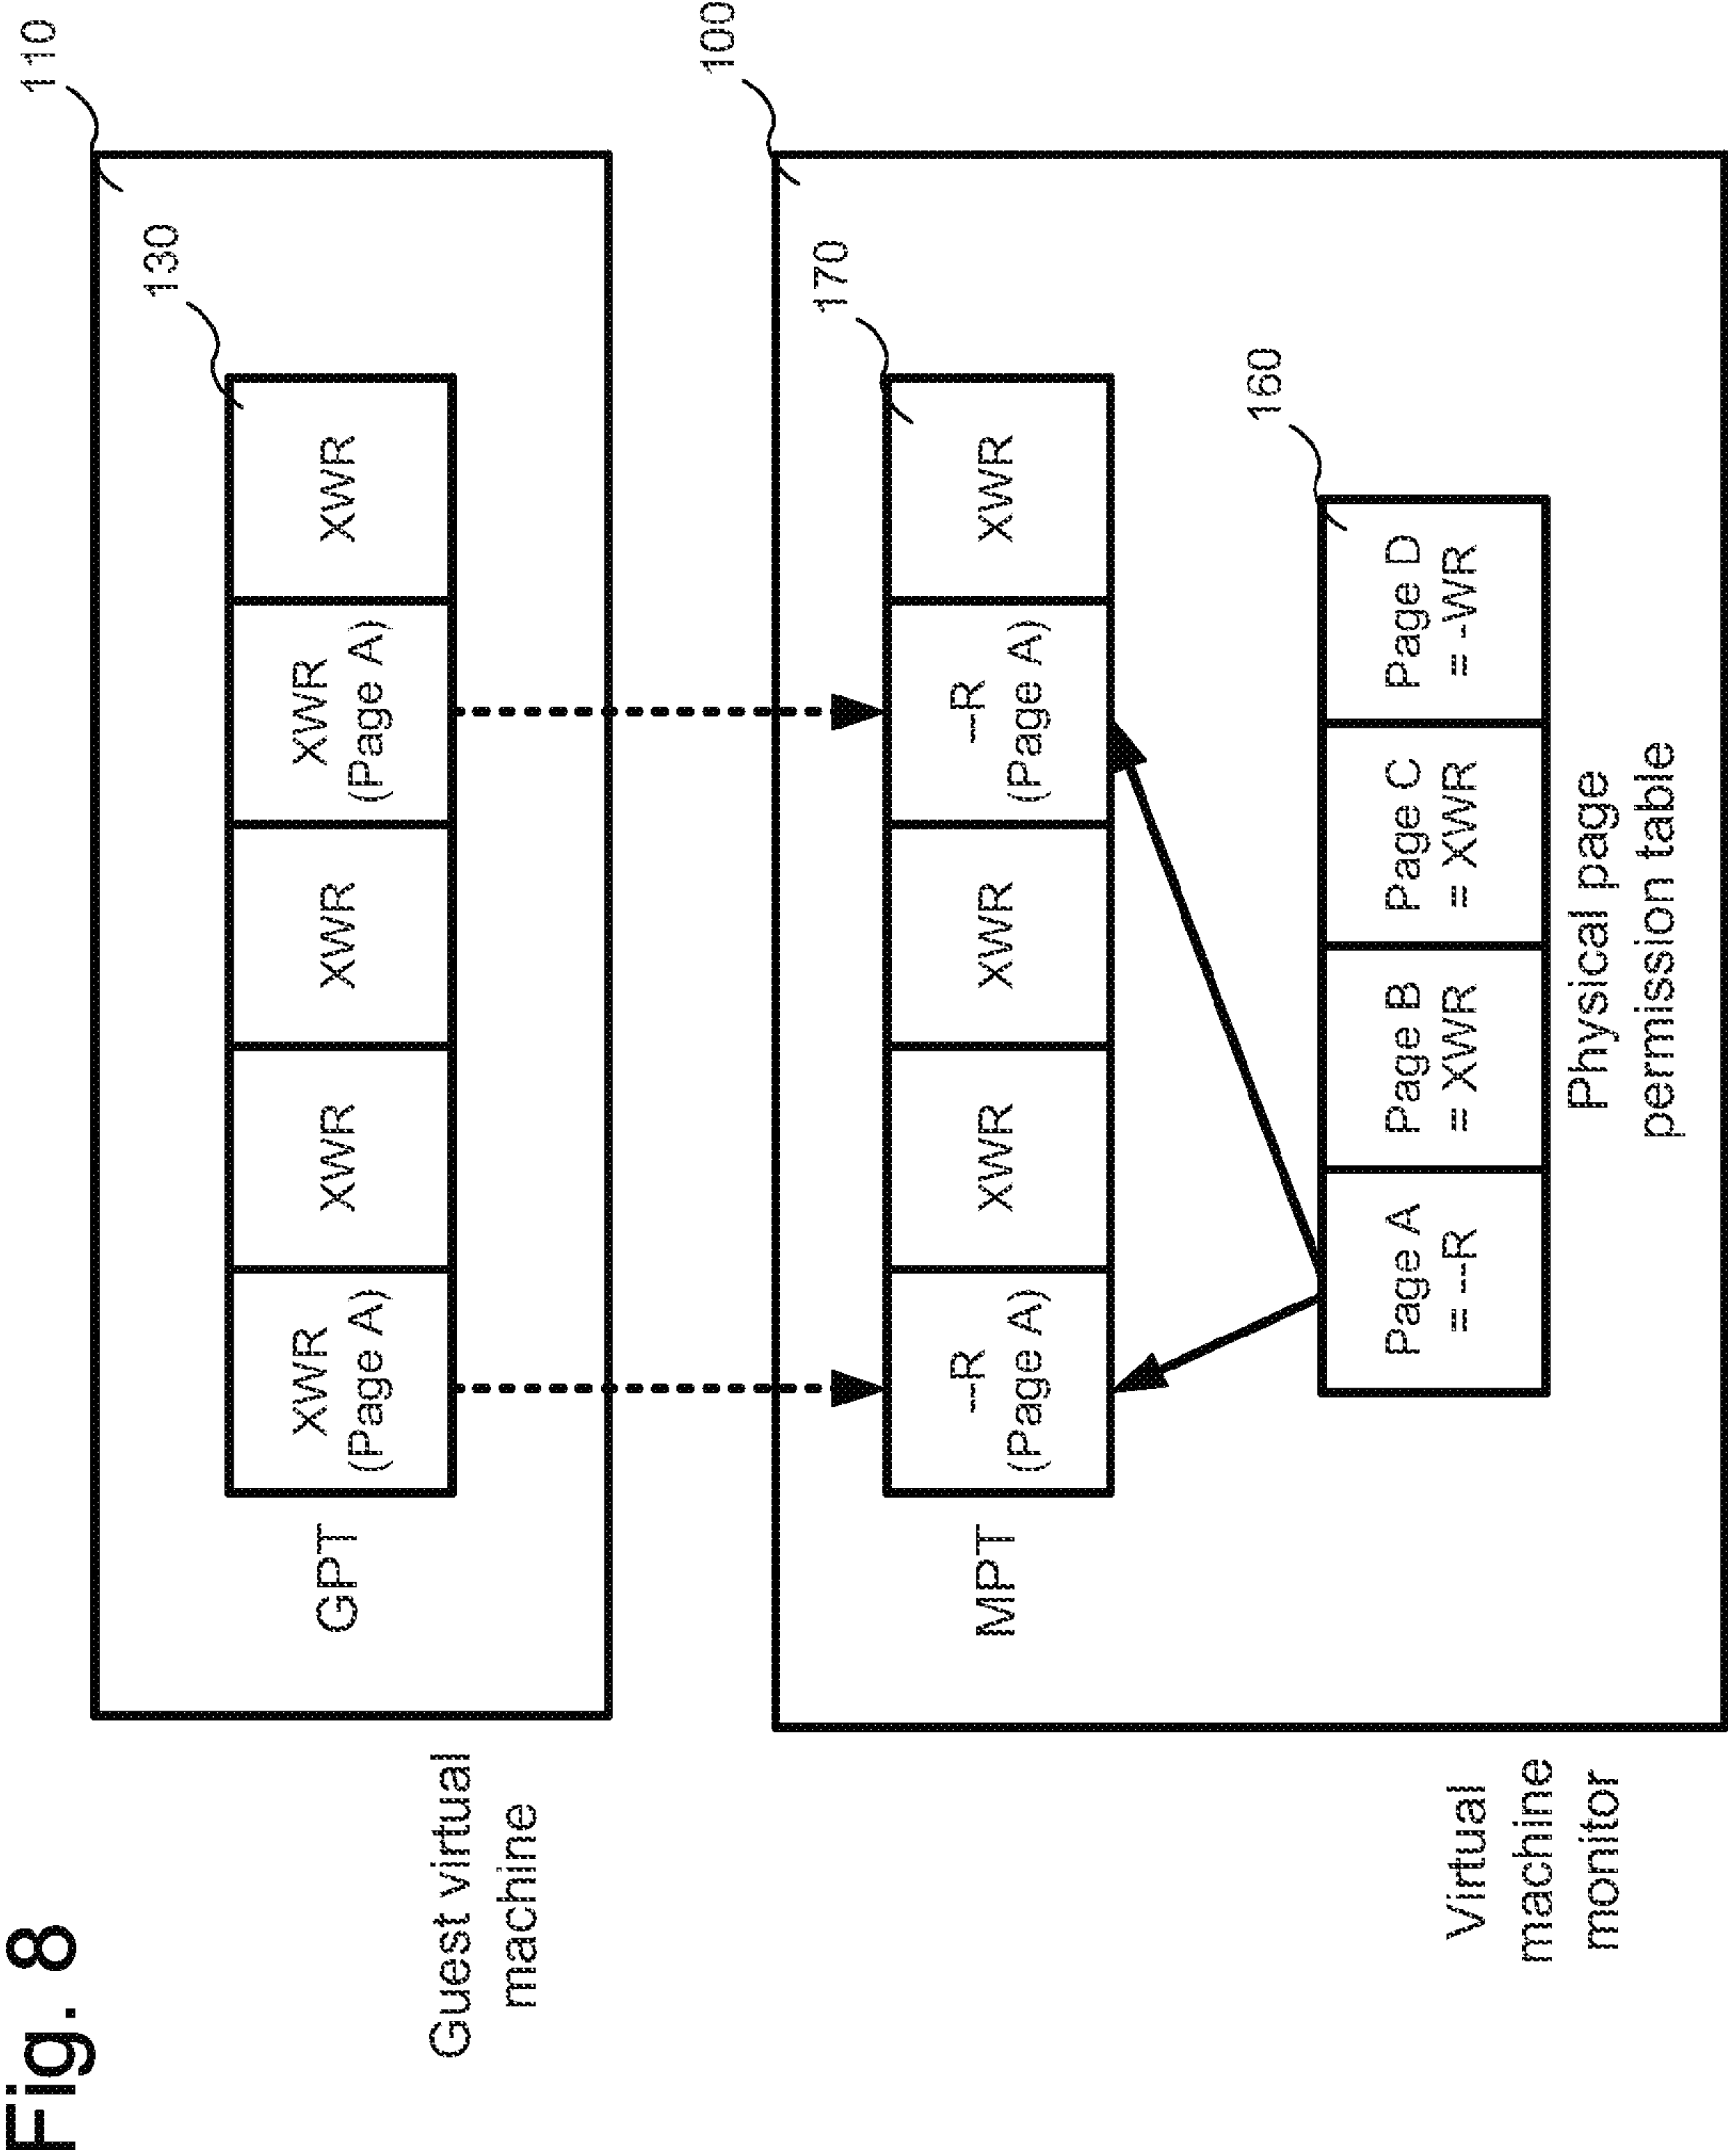 Fig. 8
110
Guest virtual
machine
130
GPT
XWR
(Page A)
XWR
XWR
XWR
(Page A)
XWR
100
170
MPT
--R
(Page A)
XWR
XWR
--R
(Page A)
XWR
160
Page A
= ---R
Page B
= XWR
Page C
= XWR
Page D
= -WR
Physical page
permission table
Virtual
machine
monitor